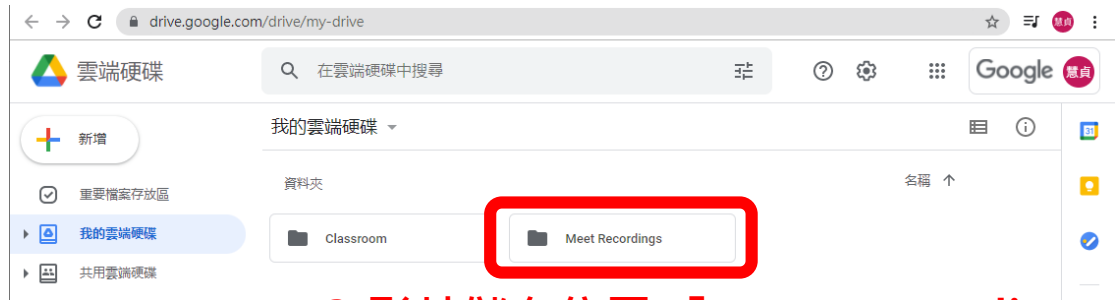 drive.google.com/drive/my-drive
慧貞
雲端硬碟
在雲端硬碟中搜尋
Google
慧貞
新增
我的雲端硬碟
31
資料夾
名稱
重要檔案存放區
我的雲端硬碟
Classroom
Meet Recordings
共用雲端硬碟